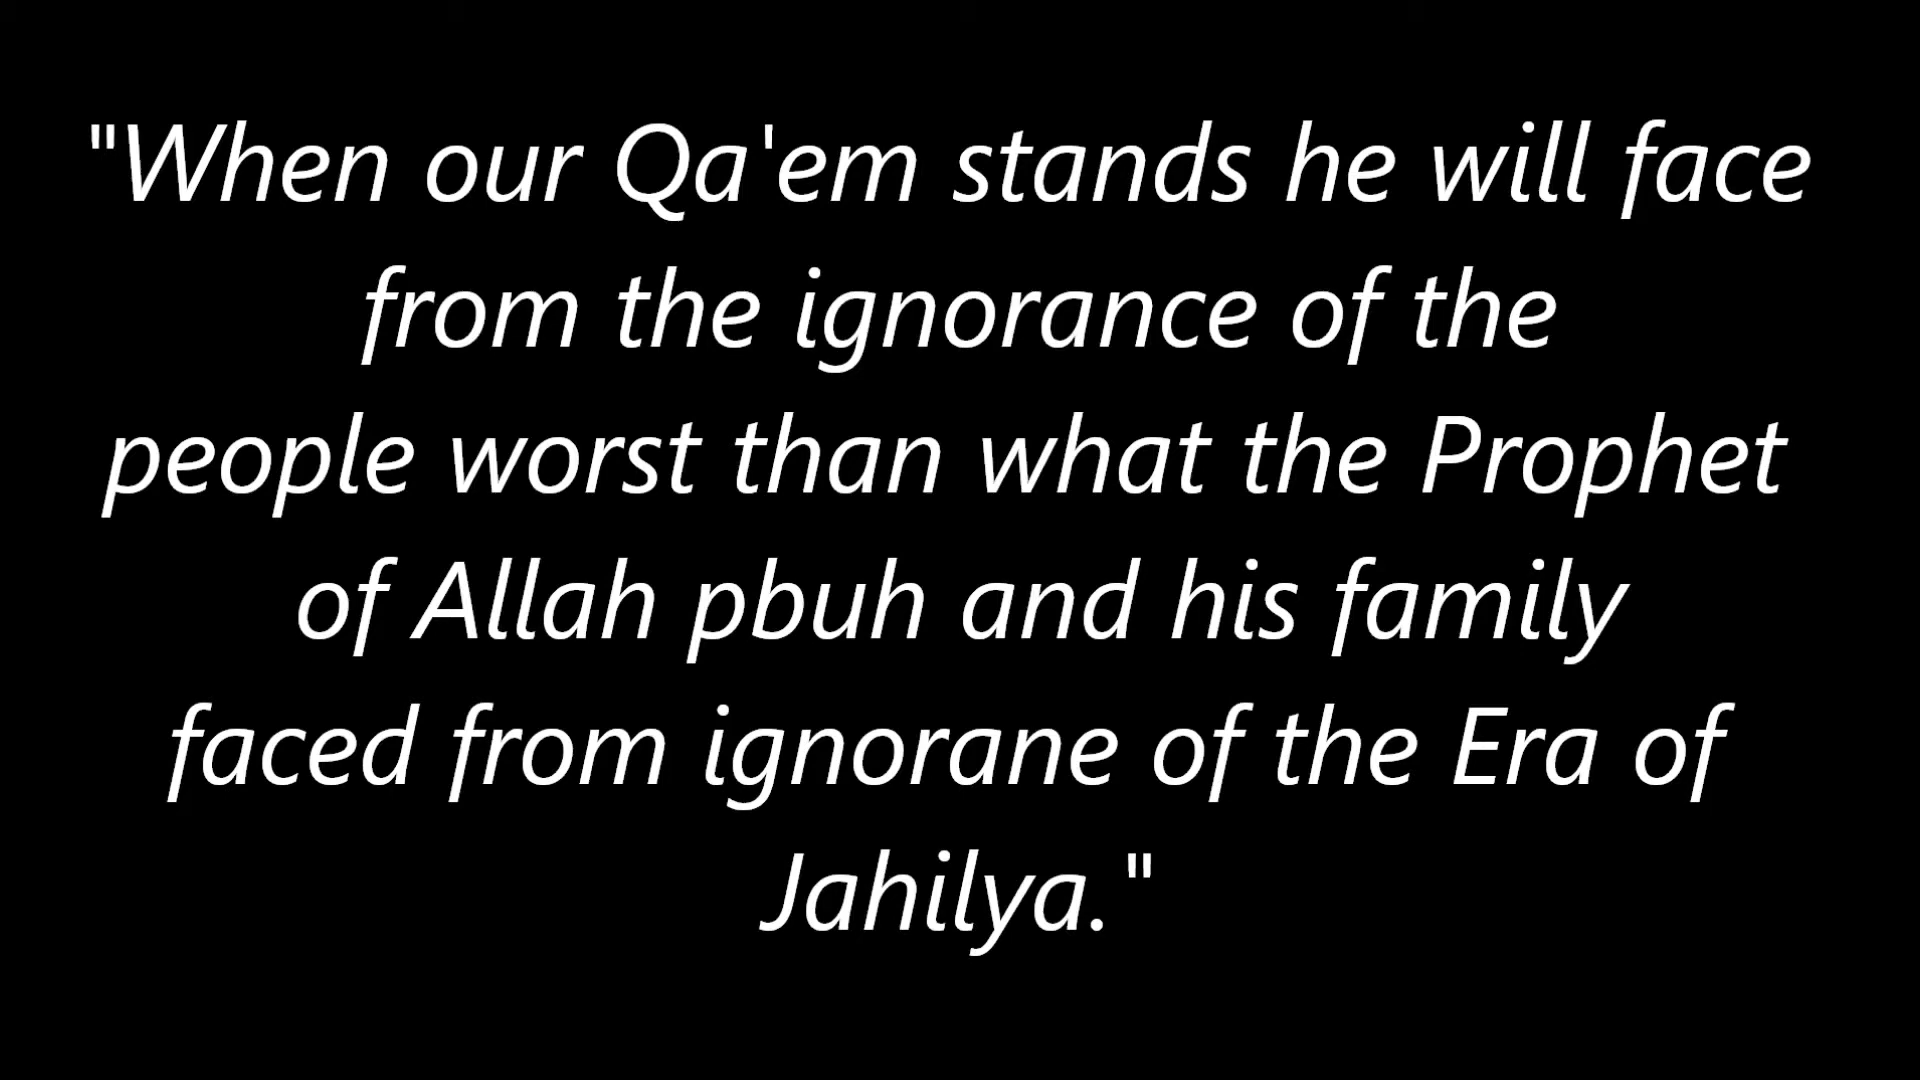 "When our Qa'em stands he will face
from the ignorance of the
people worst than what the Prophet
of Allah pbuh and his family
faced from ignorane of the Era of
Jahilya."